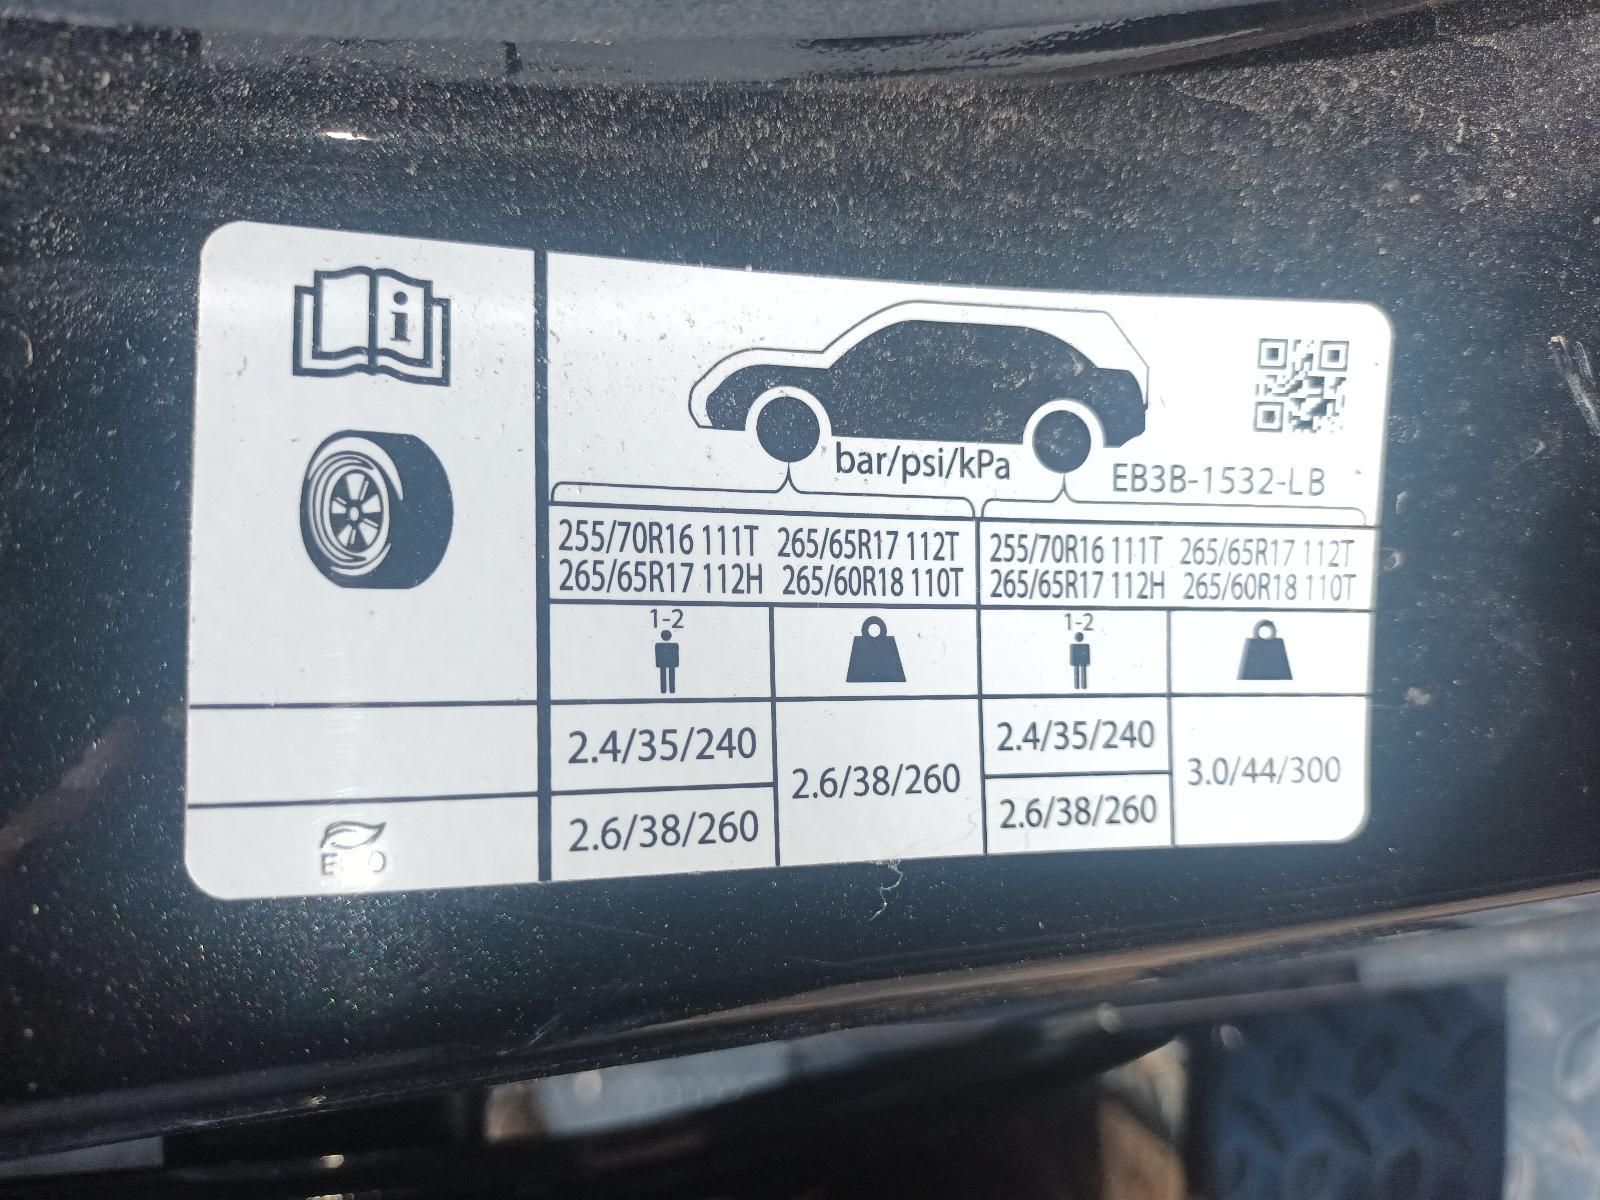 i
bar/psi/kPa
EB3B-1532-LB
255/70R16 111T 265/65R17 112T 255/70R16 111T 265/65R17 112T
265/65R17 112H 265/60R18 110T 265/65R17 112H 265/60R18 110T
1-2 1-2
2.4/35/240 2.6/38/260 2.4/35/240 3.0/44/300
ECO 2.6/38/260 2.6/38/260